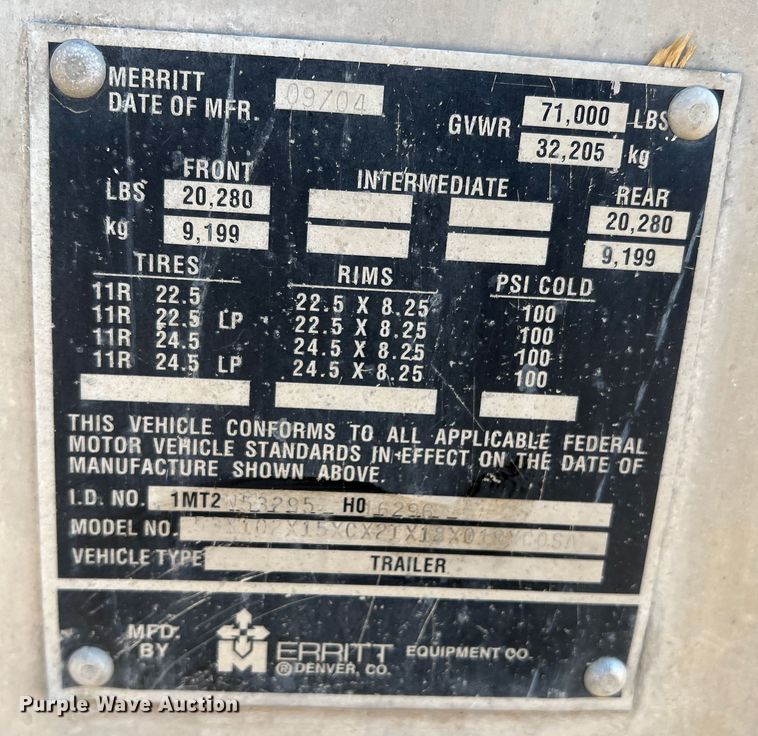 MERRITT
DATE OF MFR. 09/04
GVWR 71,000 LBS
32,205 kg
FRONT INTERMEDIATE REAR
LBS 20,280 20,280
kg 9,199 9,199
TIRES RIMS PSI COLD
11R 22.5 22.5 X 8.25 100
11R 22.5 LP 22.5 X 8.25 100
11R 24.5 24.5 X 8.25 100
11R 24.5 LP 24.5 X 8.25 100
THIS VEHICLE CONFORMS TO ALL APPLICABLE FEDERAL
MOTOR VEHICLE STANDARDS IN EFFECT ON THE DATE OF
MANUFACTURE SHOWN ABOVE.
I.D. NO. 1MT2 H0
MODEL NO.
VEHICLE TYPE TRAILER
MFD. BY MERRITT EQUIPMENT CO.
® DENVER, CO.
Purple Wave Auction